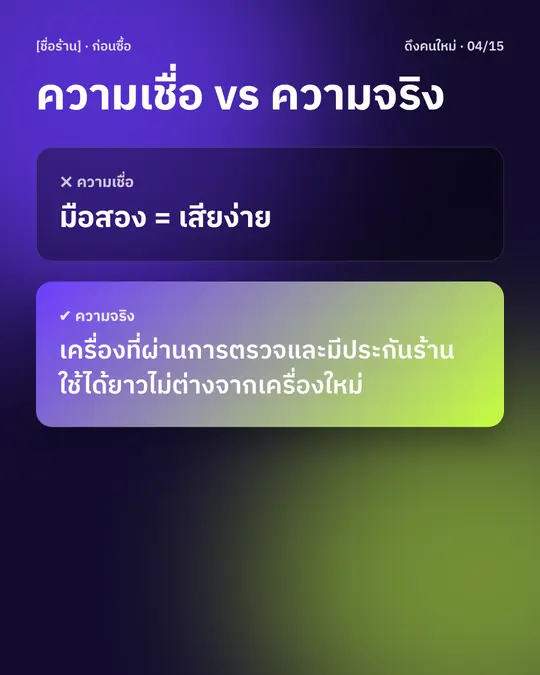 [ชื่อร้าน] · ก่อนซื้อ
ดึงคนใหม่ · 04/15
ความเชื่อ vs ความจริง
✕ ความเชื่อ
มือสอง = เสียง่าย
✔ ความจริง
เครื่องที่ผ่านการตรวจและมีประกันร้าน
ใช้ได้ยาวไม่ต่างจากเครื่องใหม่